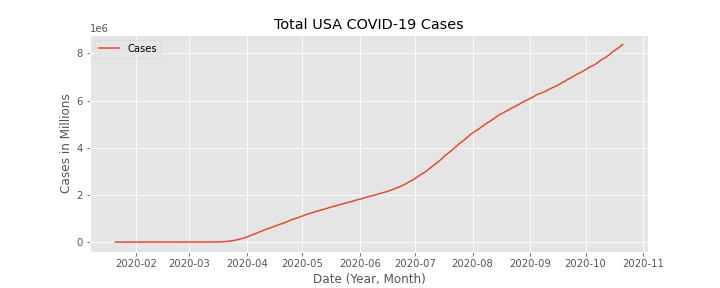 Total USA COVID-19 Cases
1e6
Cases
8
6
4
2
0
Cases in Millions
2020-02 2020-03 2020-04 2020-05 2020-06 2020-07 2020-08 2020-09 2020-10 2020-11
Date (Year, Month)